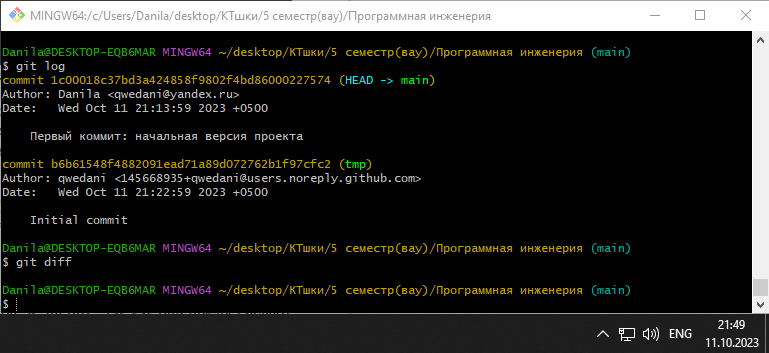 MINGW64:/c/Users/Danila/desktop/КТшки/5 семестр(вау)/Программная инженерия
Danila@DESKTOP-EQB6MAR MINGW64 ~/desktop/КТшки/5 семестр(вау)/Программная инженерия (main)
$ git log
commit 1c00018c37bd3a424858f9802f4bd86000227574 (HEAD -> main)
Author: Danila <qwedani@yandex.ru>
Date:   Wed Oct 11 21:13:59 2023 +0500
Первый коммит: начальная версия проекта
commit b6b61548f4882091ead71a89d072762b1f97cfc2 (tmp)
Author: qwedani <145668935+qwedani@users.noreply.github.com>
Date:   Wed Oct 11 21:22:59 2023 +0500
Initial commit
Danila@DESKTOP-EQB6MAR MINGW64 ~/desktop/КТшки/5 семестр(вау)/Программная инженерия (main)
$ git diff
Danila@DESKTOP-EQB6MAR MINGW64 ~/desktop/КТшки/5 семестр(вау)/Программная инженерия (main)
$
ENG
21:49
11.10.2023